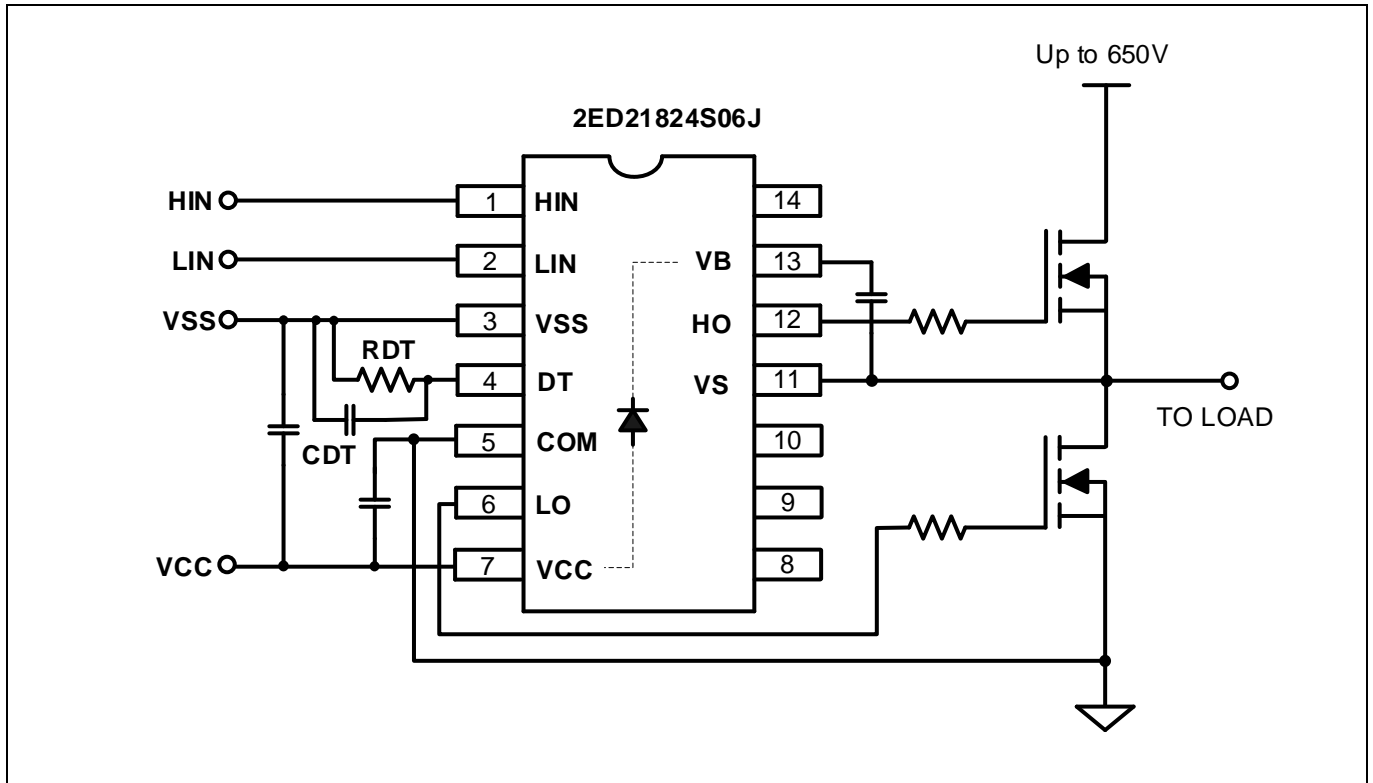 Up to 650V
2ED21824S06J
HIN 1 HIN 14
LIN 2 LIN VB 13
VSS 3 VSS HO 12
RDT
4 DT VS 11
TO LOAD
CDT 5 COM 10
6 LO 9
VCC 7 VCC 8